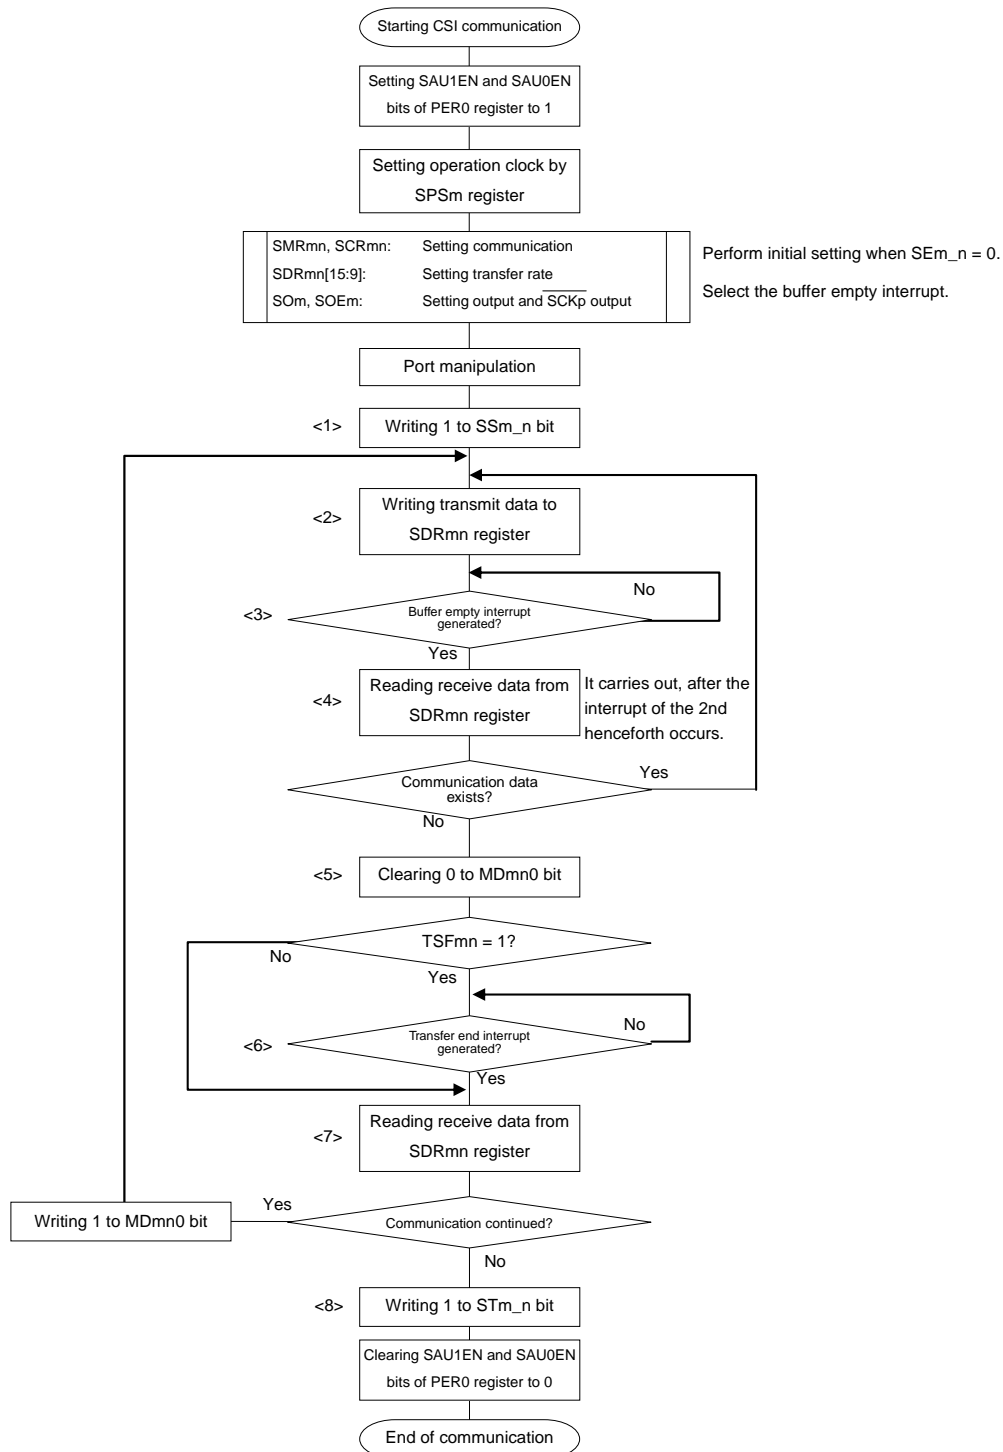 Starting CSI communication
Setting SAU1EN and SAU0EN
bits of PER0 register to 1
Setting operation clock by
SPSm register
SMRmn, SCRmn: Setting communication
SDRmn[15:9]: Setting transfer rate
SOm, SOEm: Setting output and SCKp output
Perform initial setting when SEm_n = 0.
Select the buffer empty interrupt.
Port manipulation
<1> Writing 1 to SSm_n bit
<2> Writing transmit data to
SDRmn register
No
<3> Buffer empty interrupt
generated?
Yes
<4> Reading receive data from
SDRmn register
It carries out, after the
interrupt of the 2nd
henceforth occurs.
Communication data
exists?
Yes
No
<5> Clearing 0 to MDmn0 bit
TSFmn = 1?
No
Yes
No
<6> Transfer end interrupt
generated?
Yes
<7> Reading receive data from
SDRmn register
Yes
Writing 1 to MDmn0 bit
Communication continued?
No
<8> Writing 1 to STm_n bit
Clearing SAU1EN and SAU0EN
bits of PER0 register to 0
End of communication